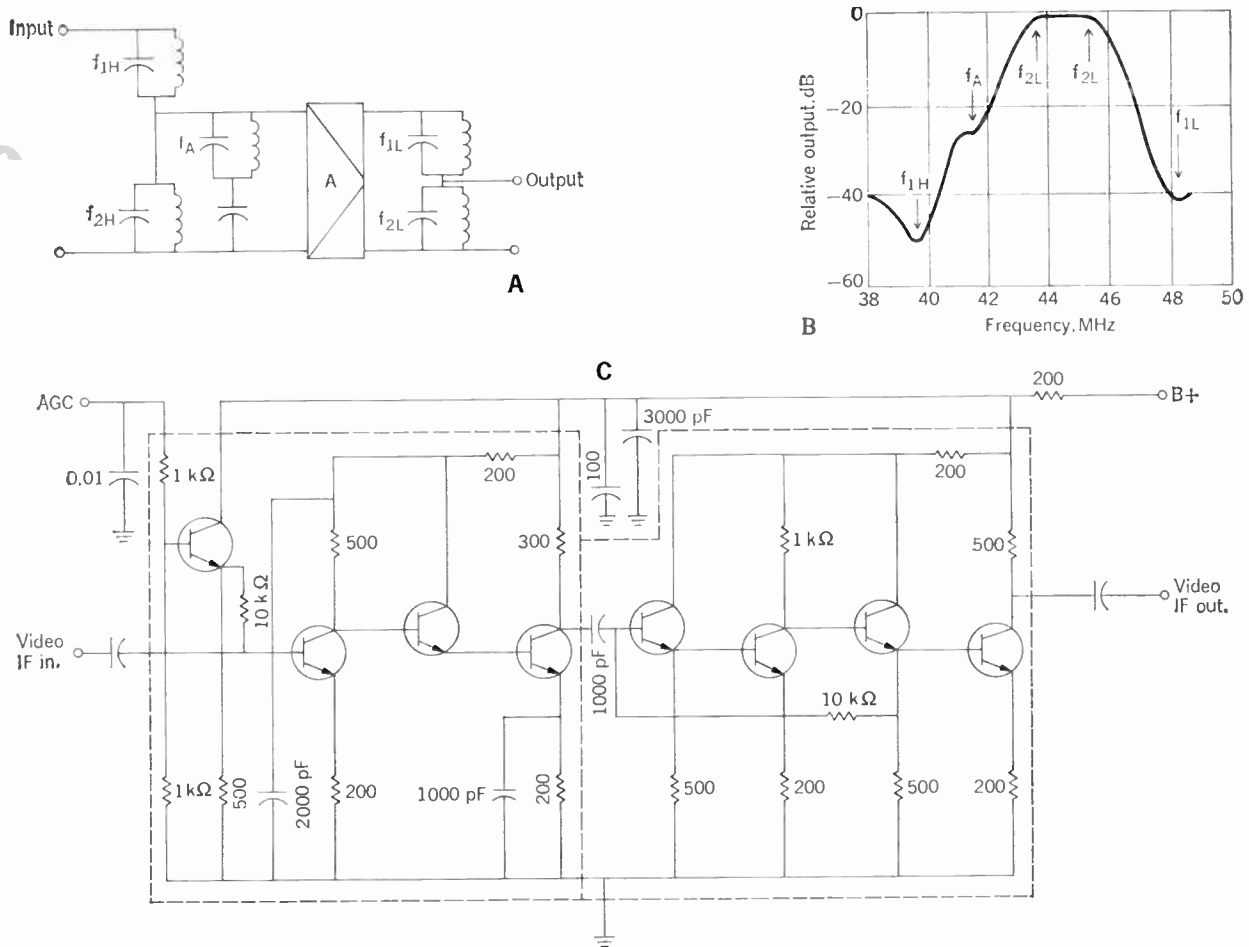 Input
f1H
fA
f2H
A
f1L
f2L
Output
A
Relative output, dB
0
−20
−40
−60
f1H
fA
f2L
f2L
f1L
38
40
42
44
46
48
50
Frequency, MHz
B
C
AGC
0.01
1 kΩ
10 kΩ
Video
IF in.
1 kΩ
500
2000 pF
500
200
200
300
1000 pF
200
100
3000 pF
1000 pF
200
B+
200
1 kΩ
500
Video
IF out.
10 kΩ
500
200
500
200